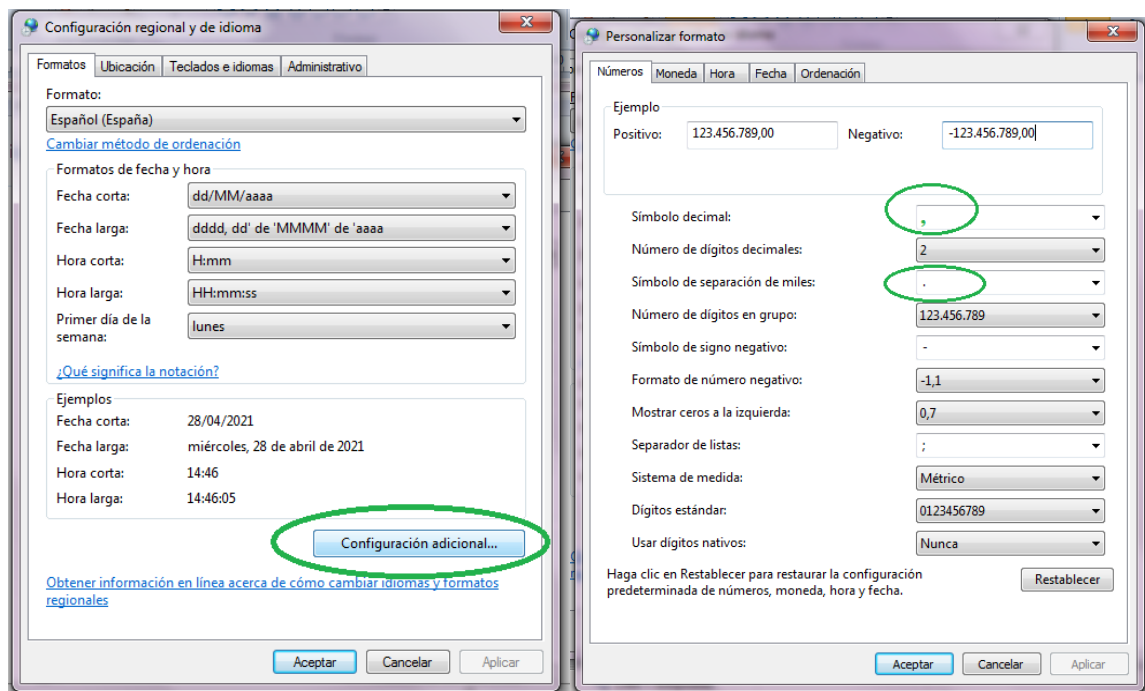 Configuración regional y de idioma
Formatos Ubicación Teclados e idiomas Administrativo
Formato:
Español (España)
Cambiar método de ordenación
Formatos de fecha y hora
Fecha corta: dd/MM/aaaa
Fecha larga: dddd, dd' de 'MMMM' de 'aaaa
Hora corta: H:mm
Hora larga: HH:mm:ss
Primer día de la
semana: lunes
¿Qué significa la notación?
Ejemplos
Fecha corta: 28/04/2021
Fecha larga: miércoles, 28 de abril de 2021
Hora corta: 14:46
Hora larga: 14:46:05
Configuración adicional...
Obtener información en línea acerca de cómo cambiar idiomas y formatos
regionales
Aceptar Cancelar Aplicar
Personalizar formato
Números Moneda Hora Fecha Ordenación
Ejemplo
Positivo: 123.456.789,00 Negativo: -123.456.789,00
Símbolo decimal: ,
Número de dígitos decimales: 2
Símbolo de separación de miles: .
Número de dígitos en grupo: 123.456.789
Símbolo de signo negativo: -
Formato de número negativo: -1,1
Mostrar ceros a la izquierda: 0,7
Separador de listas: ;
Sistema de medida: Métrico
Dígitos estándar: 0123456789
Usar dígitos nativos: Nunca
Haga clic en Restablecer para restaurar la configuración
predeterminada de números, moneda, hora y fecha.
Restablecer
Aceptar Cancelar Aplicar